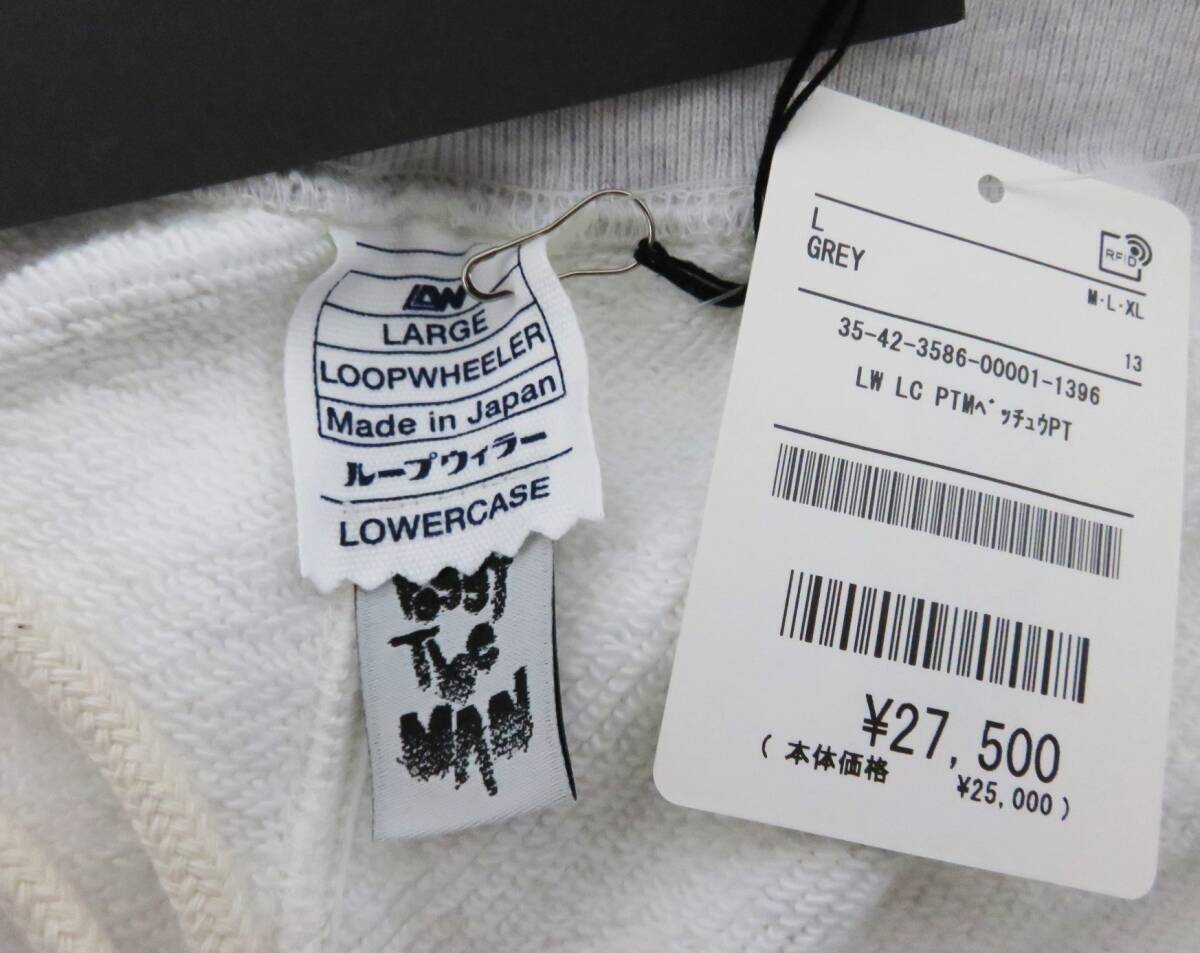 LW
LARGE
LOOPWHEELER
Made in Japan
ループウィラー
LOWERCASE
POGGY
THE
MAN
L
GREY
RFID
M・L・XL
13
35-42-3586-00001-1396
LW LC PTMﾍﾞｯﾁｭｳPT
¥27,500
(本体価格 ¥25,000)